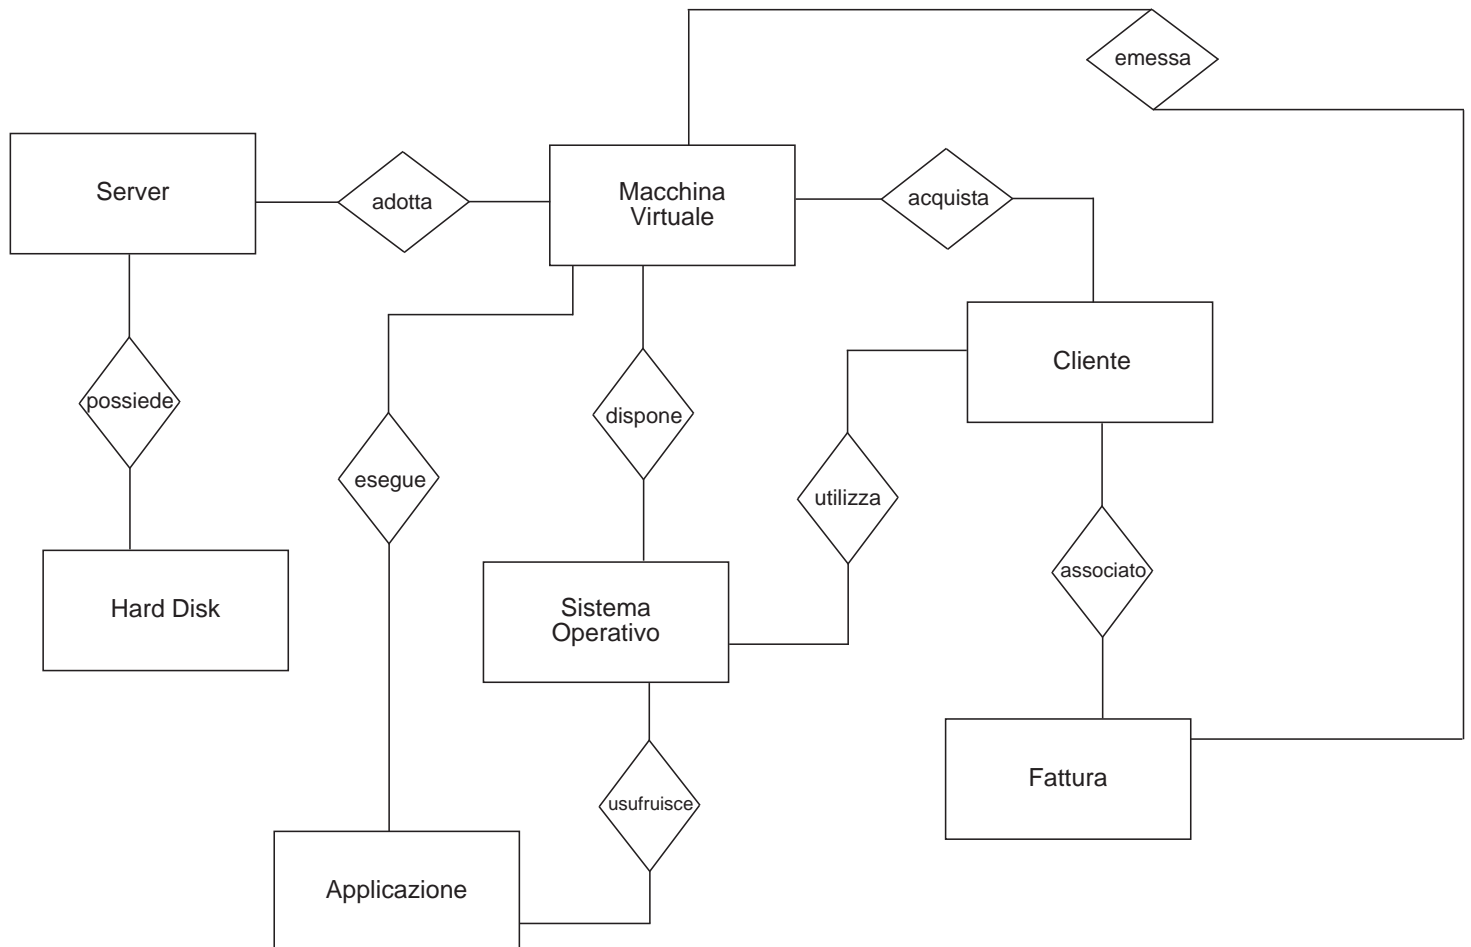 emessa
Server
adotta
Macchina
Virtuale
acquista
Cliente
possiede
dispone
esegue
utilizza
associato
Hard Disk
Sistema
Operativo
Fattura
usufruisce
Applicazione